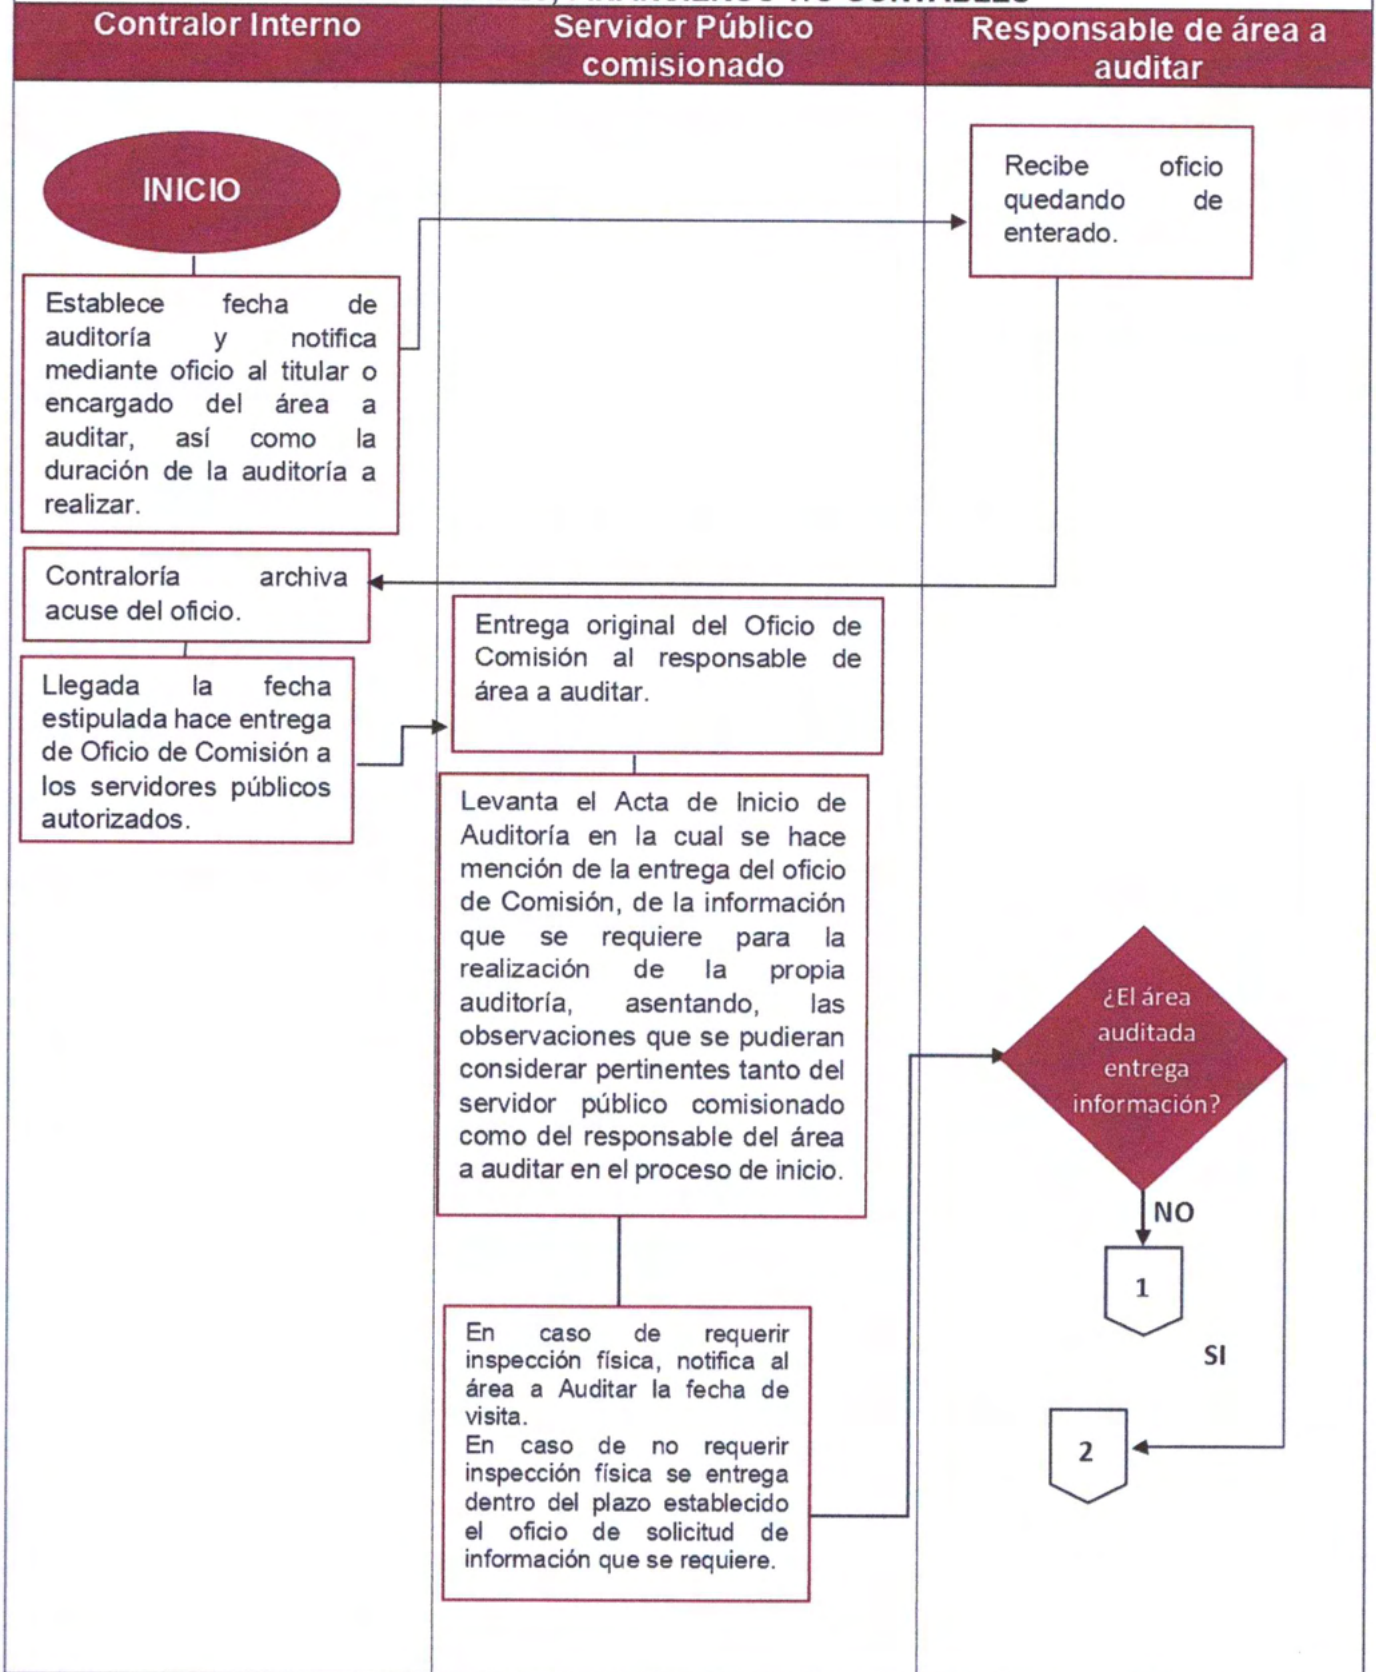 Contralor Interno
Servidor Público
comisionado
Responsable de área a
auditar
INICIO
Recibe oficio
quedando de
enterado.
Establece fecha de
auditoría y notifica
mediante oficio al titular o
encargado del área a
auditar, así como la
duración de la auditoría a
realizar.
Contraloría archiva
acuse del oficio.
Llegada la fecha
estipulada hace entrega
de Oficio de Comisión a
los servidores públicos
autorizados.
Entrega original del Oficio de
Comisión al responsable de
área a auditar.
Levanta el Acta de Inicio de
Auditoría en la cual se hace
mención de la entrega del oficio
de Comisión, de la información
que se requiere para la
realización de la propia
auditoría, asentando, las
observaciones que se pudieran
considerar pertinentes tanto del
servidor público comisionado
como del responsable del área
a auditar en el proceso de inicio.
En caso de requerir
inspección física, notifica al
área a Auditar la fecha de
visita.
En caso de no requerir
inspección física se entrega
dentro del plazo establecido
el oficio de solicitud de
información que se requiere.
¿El área
auditada
entrega
información?
NO
1
SI
2